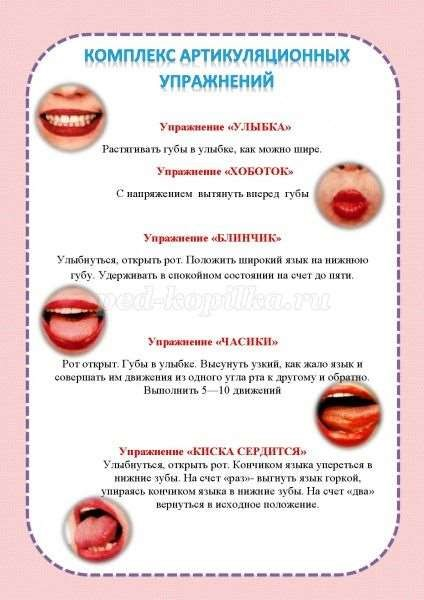 КОМПЛЕКС АРТИКУЛЯЦИОННЫХ
УПРАЖНЕНИЙ
Упражнение «УЛЫБКА»
Растягивать губы в улыбке, как можно шире.
Упражнение «ХОБОТОК»
С напряжением вытянуть вперед губы
Упражнение «БЛИНЧИК»
Улыбнуться, открыть рот. Положить широкий язык на нижнюю
губу. Удерживать в спокойном состоянии на счет до пяти.
ped-kopilka.ru
Упражнение «ЧАСИКИ»
Рот открыт. Губы в улыбке. Высунуть узкий, как жало язык и
совершать им движения из одного угла рта к другому и обратно.
Выполнить 5—10 движений
Упражнение «КИСКА СЕРДИТСЯ»
Улыбнуться, открыть рот. Кончиком языка упереться в
нижние зубы. На счет «раз»- выгнуть язык горкой,
упираясь кончиком языка в нижние зубы. На счет «два»
вернуться в исходное положение.